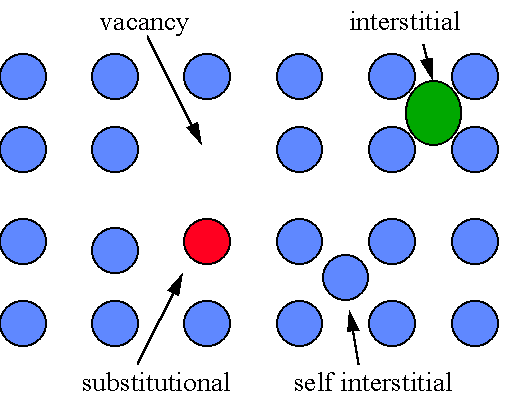 vacancy
interstitial
substitutional
self interstitial